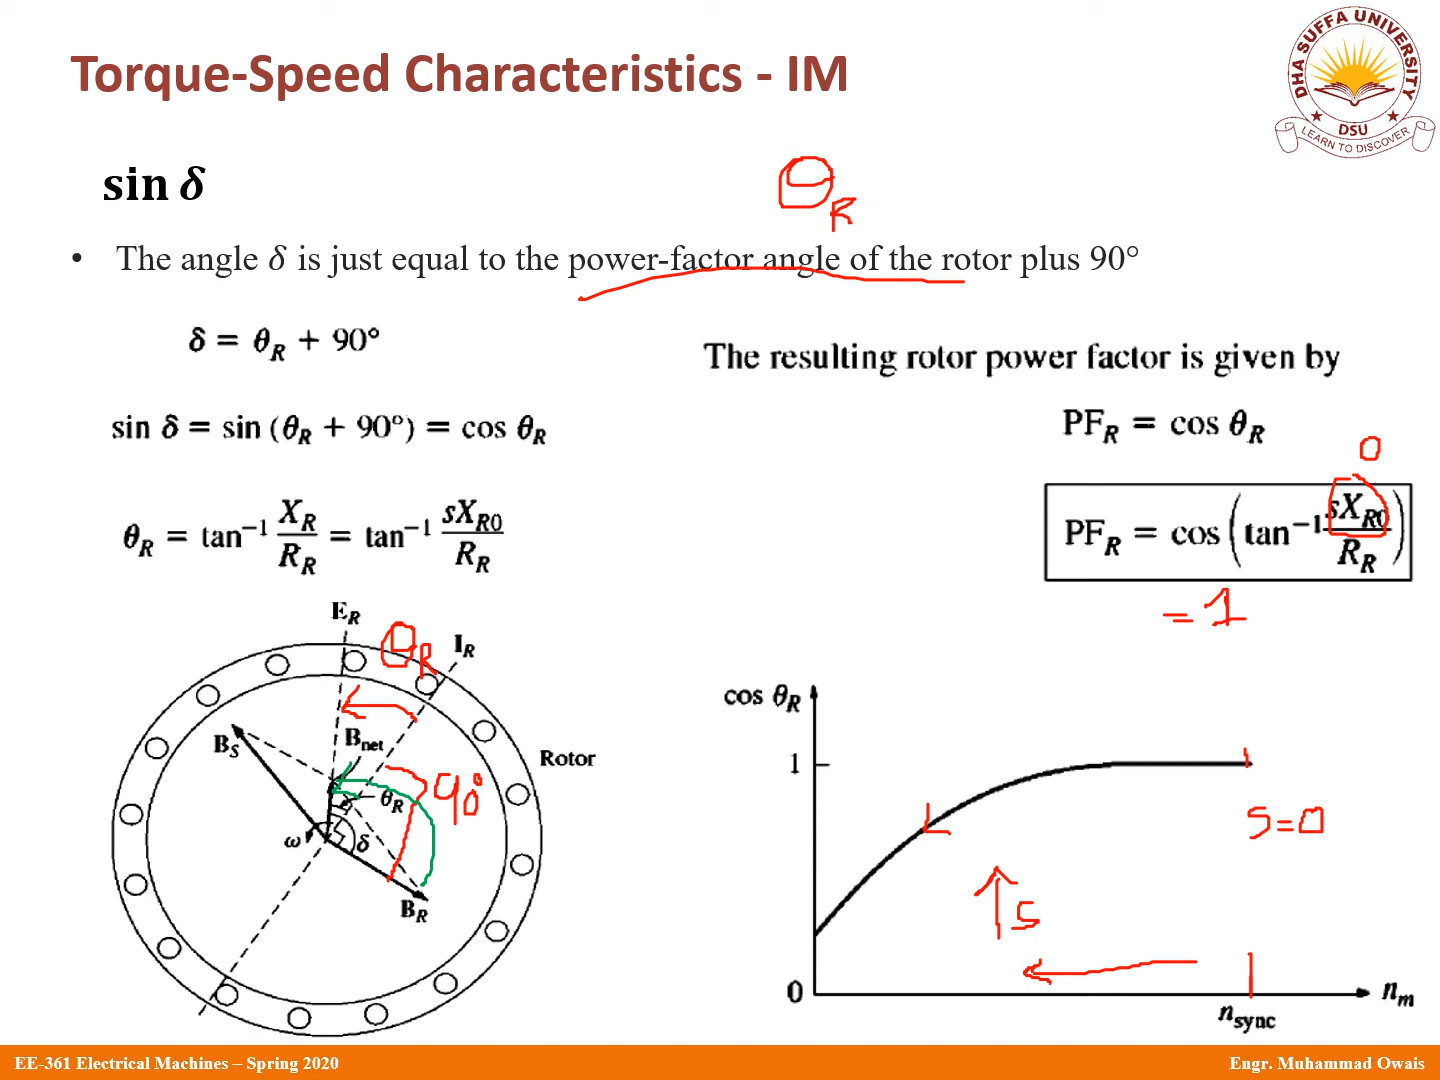 Torque-Speed Characteristics - IM
DHA SUFFA UNIVERSITY
DSU
LEARN TO DISCOVER
sin δ
θR
• The angle δ is just equal to the power-factor angle of the rotor plus 90°
δ = θR + 90°
sin δ = sin (θR + 90°) = cos θR
θR = tan⁻¹ XR/RR = tan⁻¹ sXR0/RR
The resulting rotor power factor is given by
PFR = cos θR
0
PFR = cos (tan⁻¹ sXR0/RR)
= 1
ER
θR
IR
BS
Bnet
Rotor
θR
90°
ω
δ
BR
cos θR
1
S=0
↑S
0
nm
nsync
EE-361 Electrical Machines – Spring 2020
Engr. Muhammad Owais